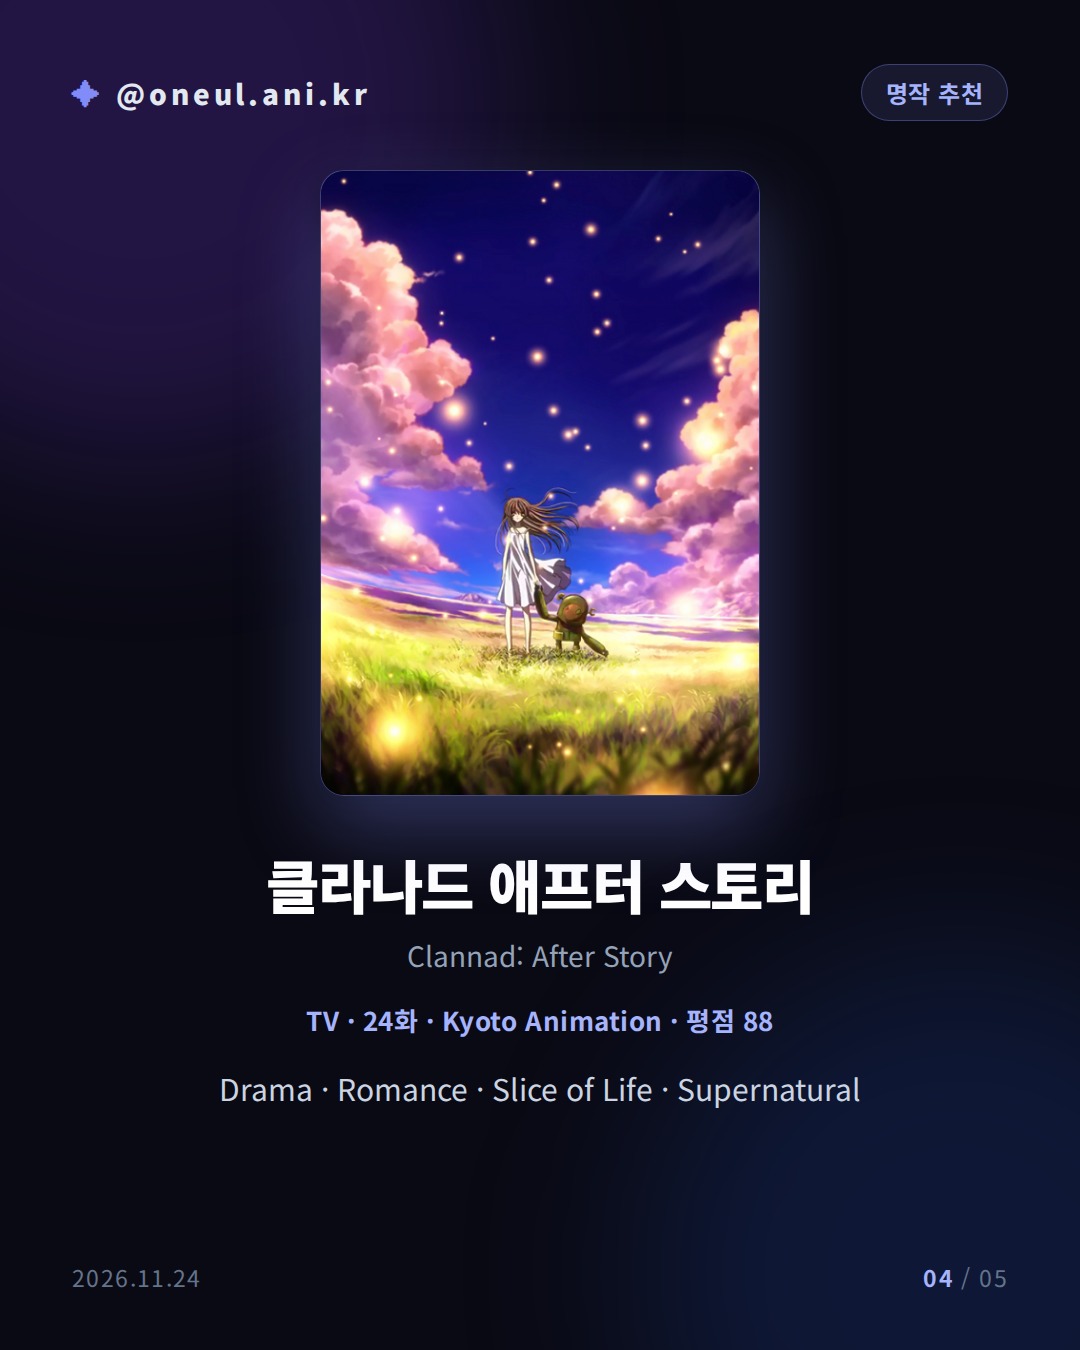 @oneul.ani.kr
명작 추천
클라나드 애프터 스토리
Clannad: After Story
TV · 24화 · Kyoto Animation · 평점 88
Drama · Romance · Slice of Life · Supernatural
2026.11.24
04 / 05